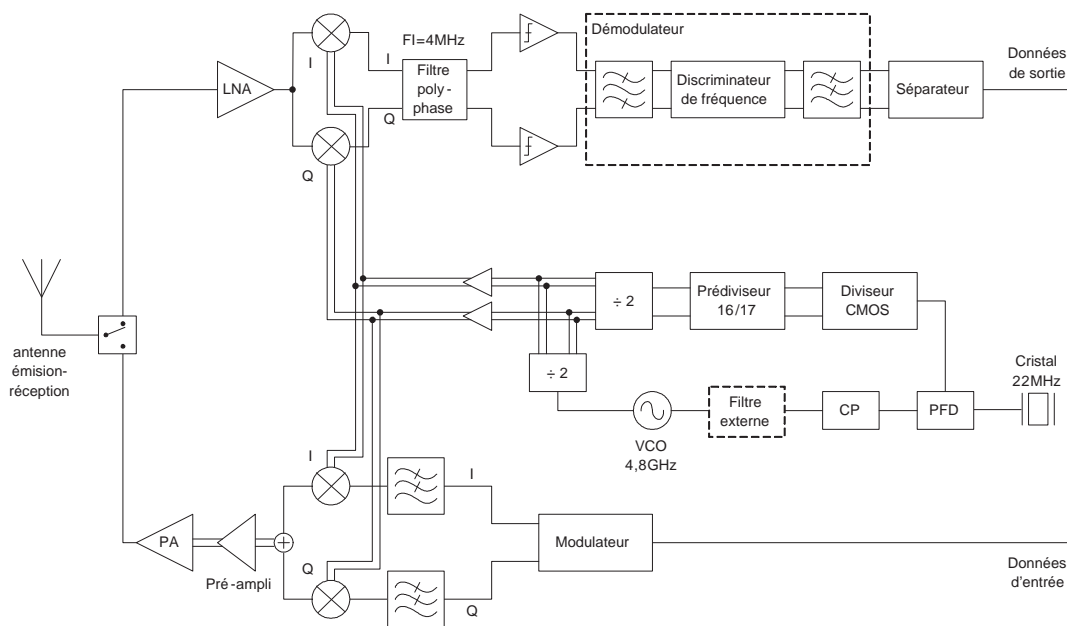 FI=4MHz
Démodulateur
I
I
LNA
Filtre
poly-
phase
Discriminateur
de fréquence
Séparateur
Données
de sortie
Q
Q
÷ 2
Prédiviseur
16/17
Diviseur
CMOS
antenne
émision-
réception
÷ 2
Cristal
22MHz
Filtre
externe
CP
PFD
VCO
4,8GHz
I
I
PA
Pré-ampli
Modulateur
Q
Q
Données
d'entrée